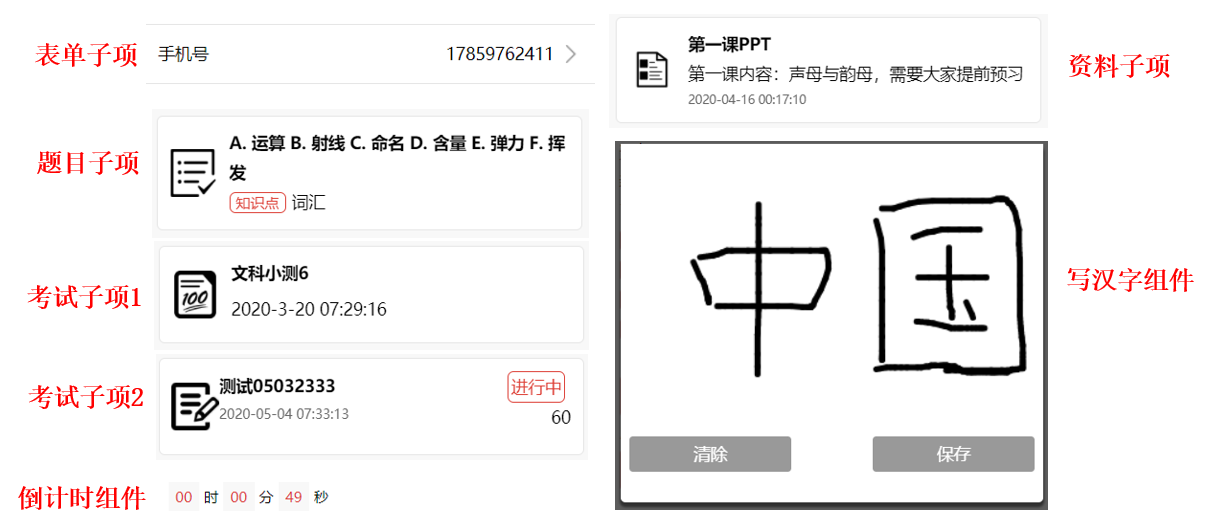 表单子项
手机号 17859762411
题目子项
A. 运算 B. 射线 C. 命名 D. 含量 E. 弹力 F. 挥
发
知识点 词汇
考试子项1
文科小测6
2020-3-20 07:29:16
考试子项2
测试05032333 进行中
2020-05-04 07:33:13
60
倒计时组件
00 时 00 分 49 秒
第一课PPT
第一课内容：声母与韵母，需要大家提前预习
2020-04-16 00:17:10
资料子项
100
中国
写汉字组件
清除 保存